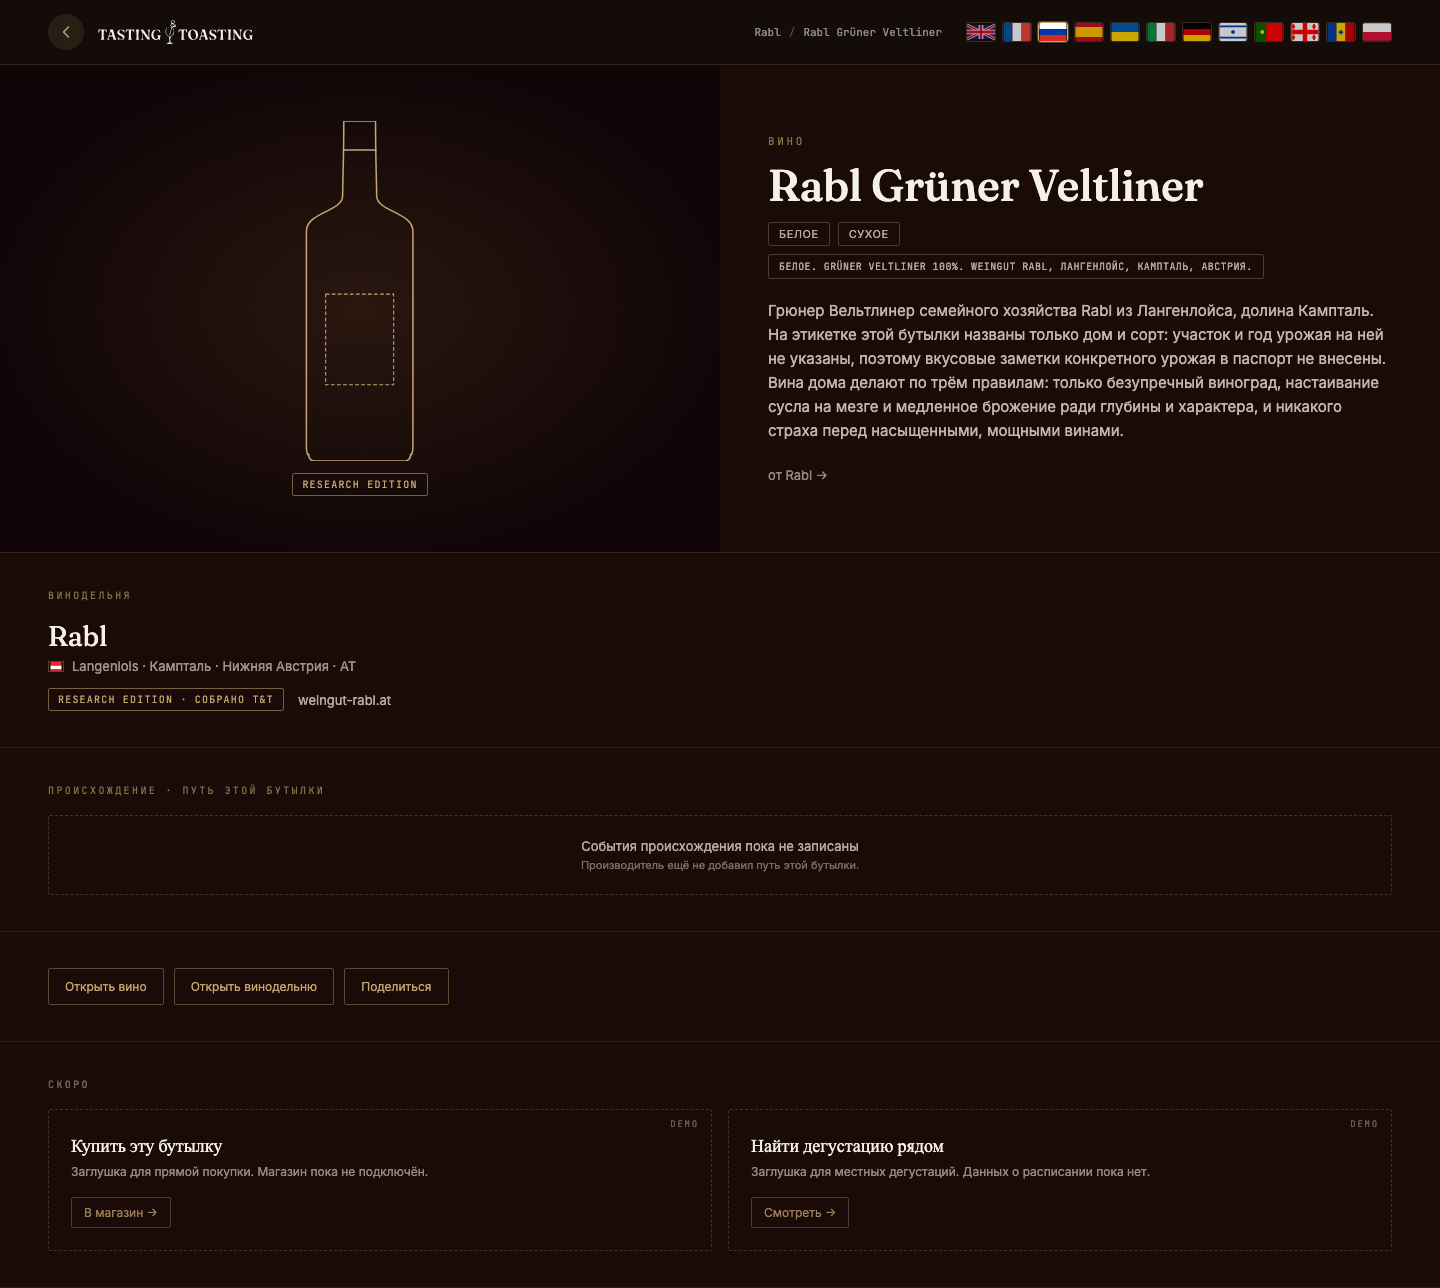 TASTING TOASTING
Rabl / Rabl Grüner Veltliner
ВИНО
Rabl Grüner Veltliner
БЕЛОЕ СУХОЕ
БЕЛОЕ. GRÜNER VELTLINER 100%. WEINGUT RABL, ЛАНГЕНЛОЙС, КАМПТАЛЬ, АВСТРИЯ.
Грюнер Вельтлинер семейного хозяйства Rabl из Лангенлойса, долина Кампталь.
На этикетке этой бутылки названы только дом и сорт: участок и год урожая на ней
не указаны, поэтому вкусовые заметки конкретного урожая в паспорт не внесены.
Вина дома делают по трём правилам: только безупречный виноград, настаивание
сусла на мезге и медленное брожение ради глубины и характера, и никакого
страха перед насыщенными, мощными винами.
от Rabl →
RESEARCH EDITION
ВИНОДЕЛЬНЯ
Rabl
Langenlois · Кампталь · Нижняя Австрия · AT
RESEARCH EDITION · СОБРАНО T&T weingut-rabl.at
ПРОИСХОЖДЕНИЕ · ПУТЬ ЭТОЙ БУТЫЛКИ
События происхождения пока не записаны
Производитель ещё не добавил путь этой бутылки.
Открыть вино Открыть винодельню Поделиться
СКОРО
DEMO
Купить эту бутылку
Заглушка для прямой покупки. Магазин пока не подключён.
В магазин →
DEMO
Найти дегустацию рядом
Заглушка для местных дегустаций. Данных о расписании пока нет.
Смотреть →